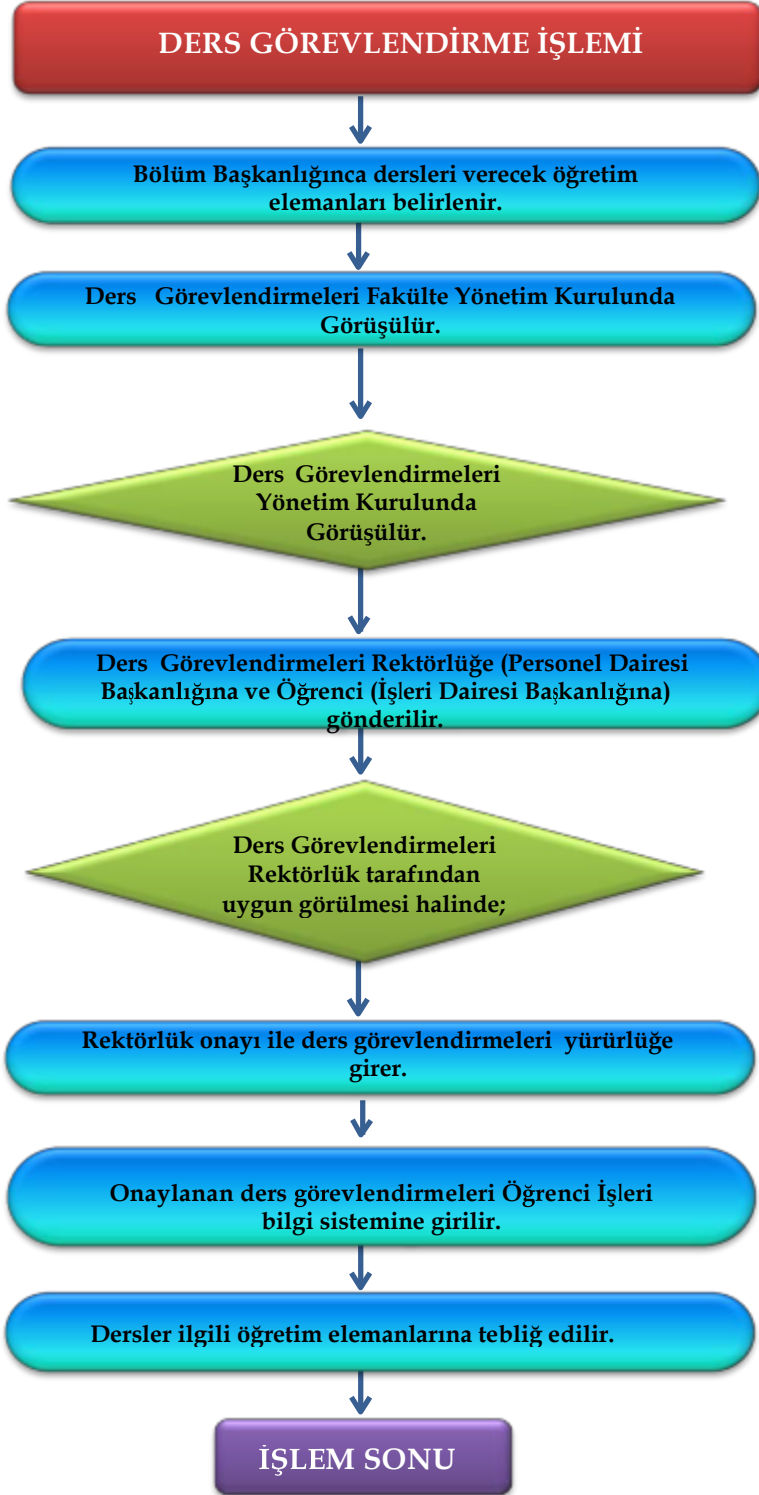 DERS GÖREVLENDİRME İŞLEMİ
Bölüm Başkanlığınca dersleri verecek öğretim
elemanları belirlenir.
Ders Görevlendirmeleri Fakülte Yönetim Kurulunda
Görüşülür.
Ders Görevlendirmeleri
Yönetim Kurulunda
Görüşülür.
Ders Görevlendirmeleri Rektörlüğe (Personel Dairesi
Başkanlığına ve Öğrenci (İşleri Dairesi Başkanlığına)
gönderilir.
Ders Görevlendirmeleri
Rektörlük tarafından
uygun görülmesi halinde;
Rektörlük onayı ile ders görevlendirmeleri yürürlüğe
girer.
Onaylanan ders görevlendirmeleri Öğrenci İşleri
bilgi sistemine girilir.
Dersler ilgili öğretim elemanlarına tebliğ edilir.
İŞLEM SONU